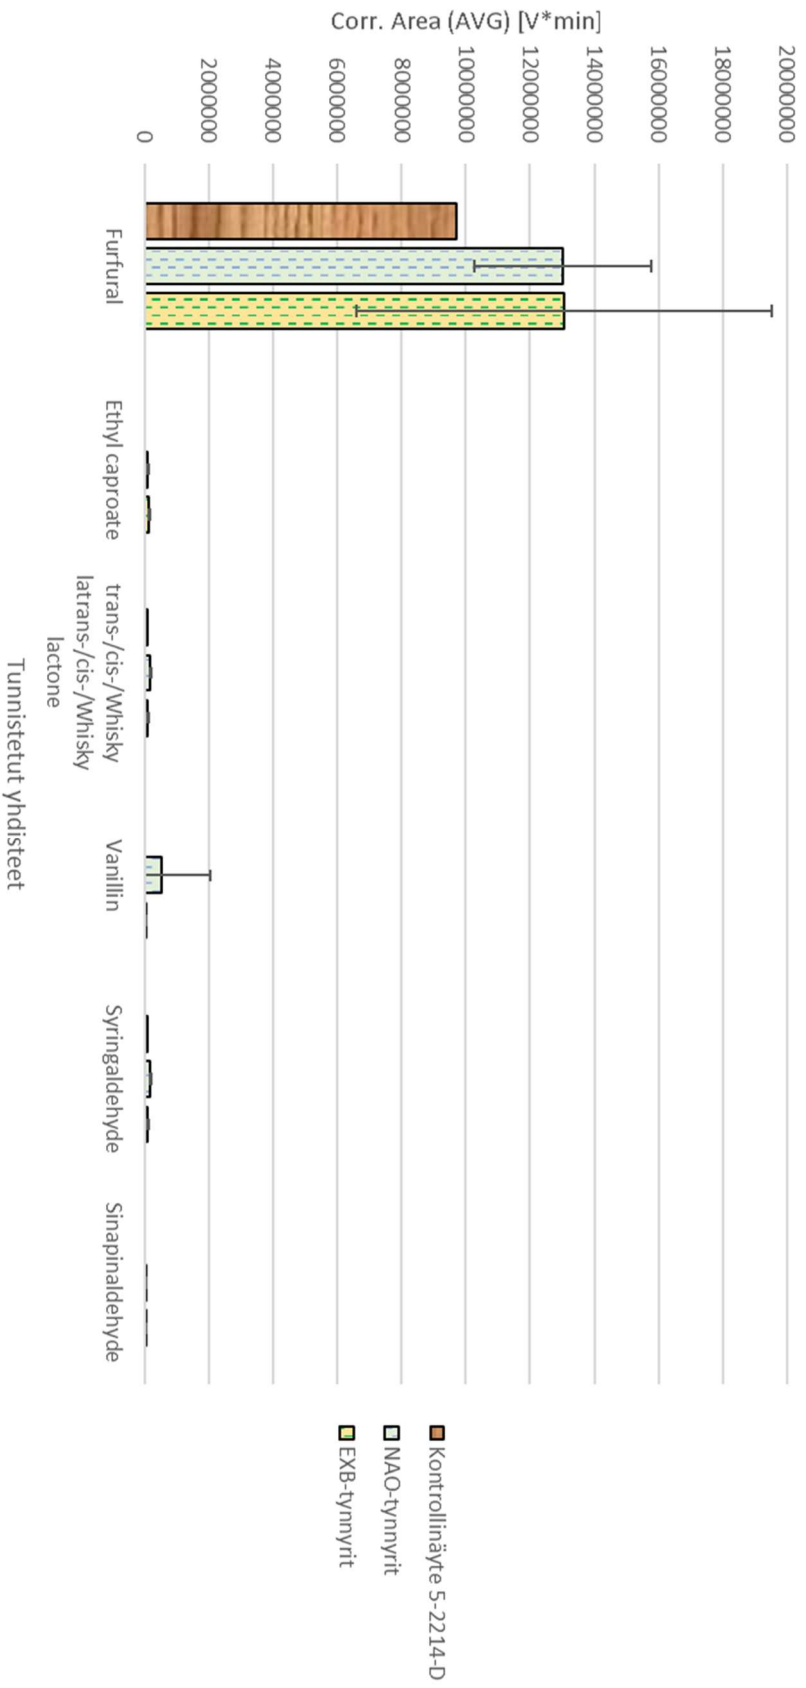 Corr. Area (AVG) [V*min]
20000000
18000000
16000000
14000000
12000000
10000000
8000000
6000000
4000000
2000000
0
Furfural
Ethyl caproate
trans-/cis-/Whisky
latrans-/cis-/Whisky
lactone
Vanillin
Syringaldehyde
Sinapinaldehyde
Tunnistetut yhdisteet
Kontrollinäyte 5-2214-D
NAO-tynnyrit
EXB-tynnyrit